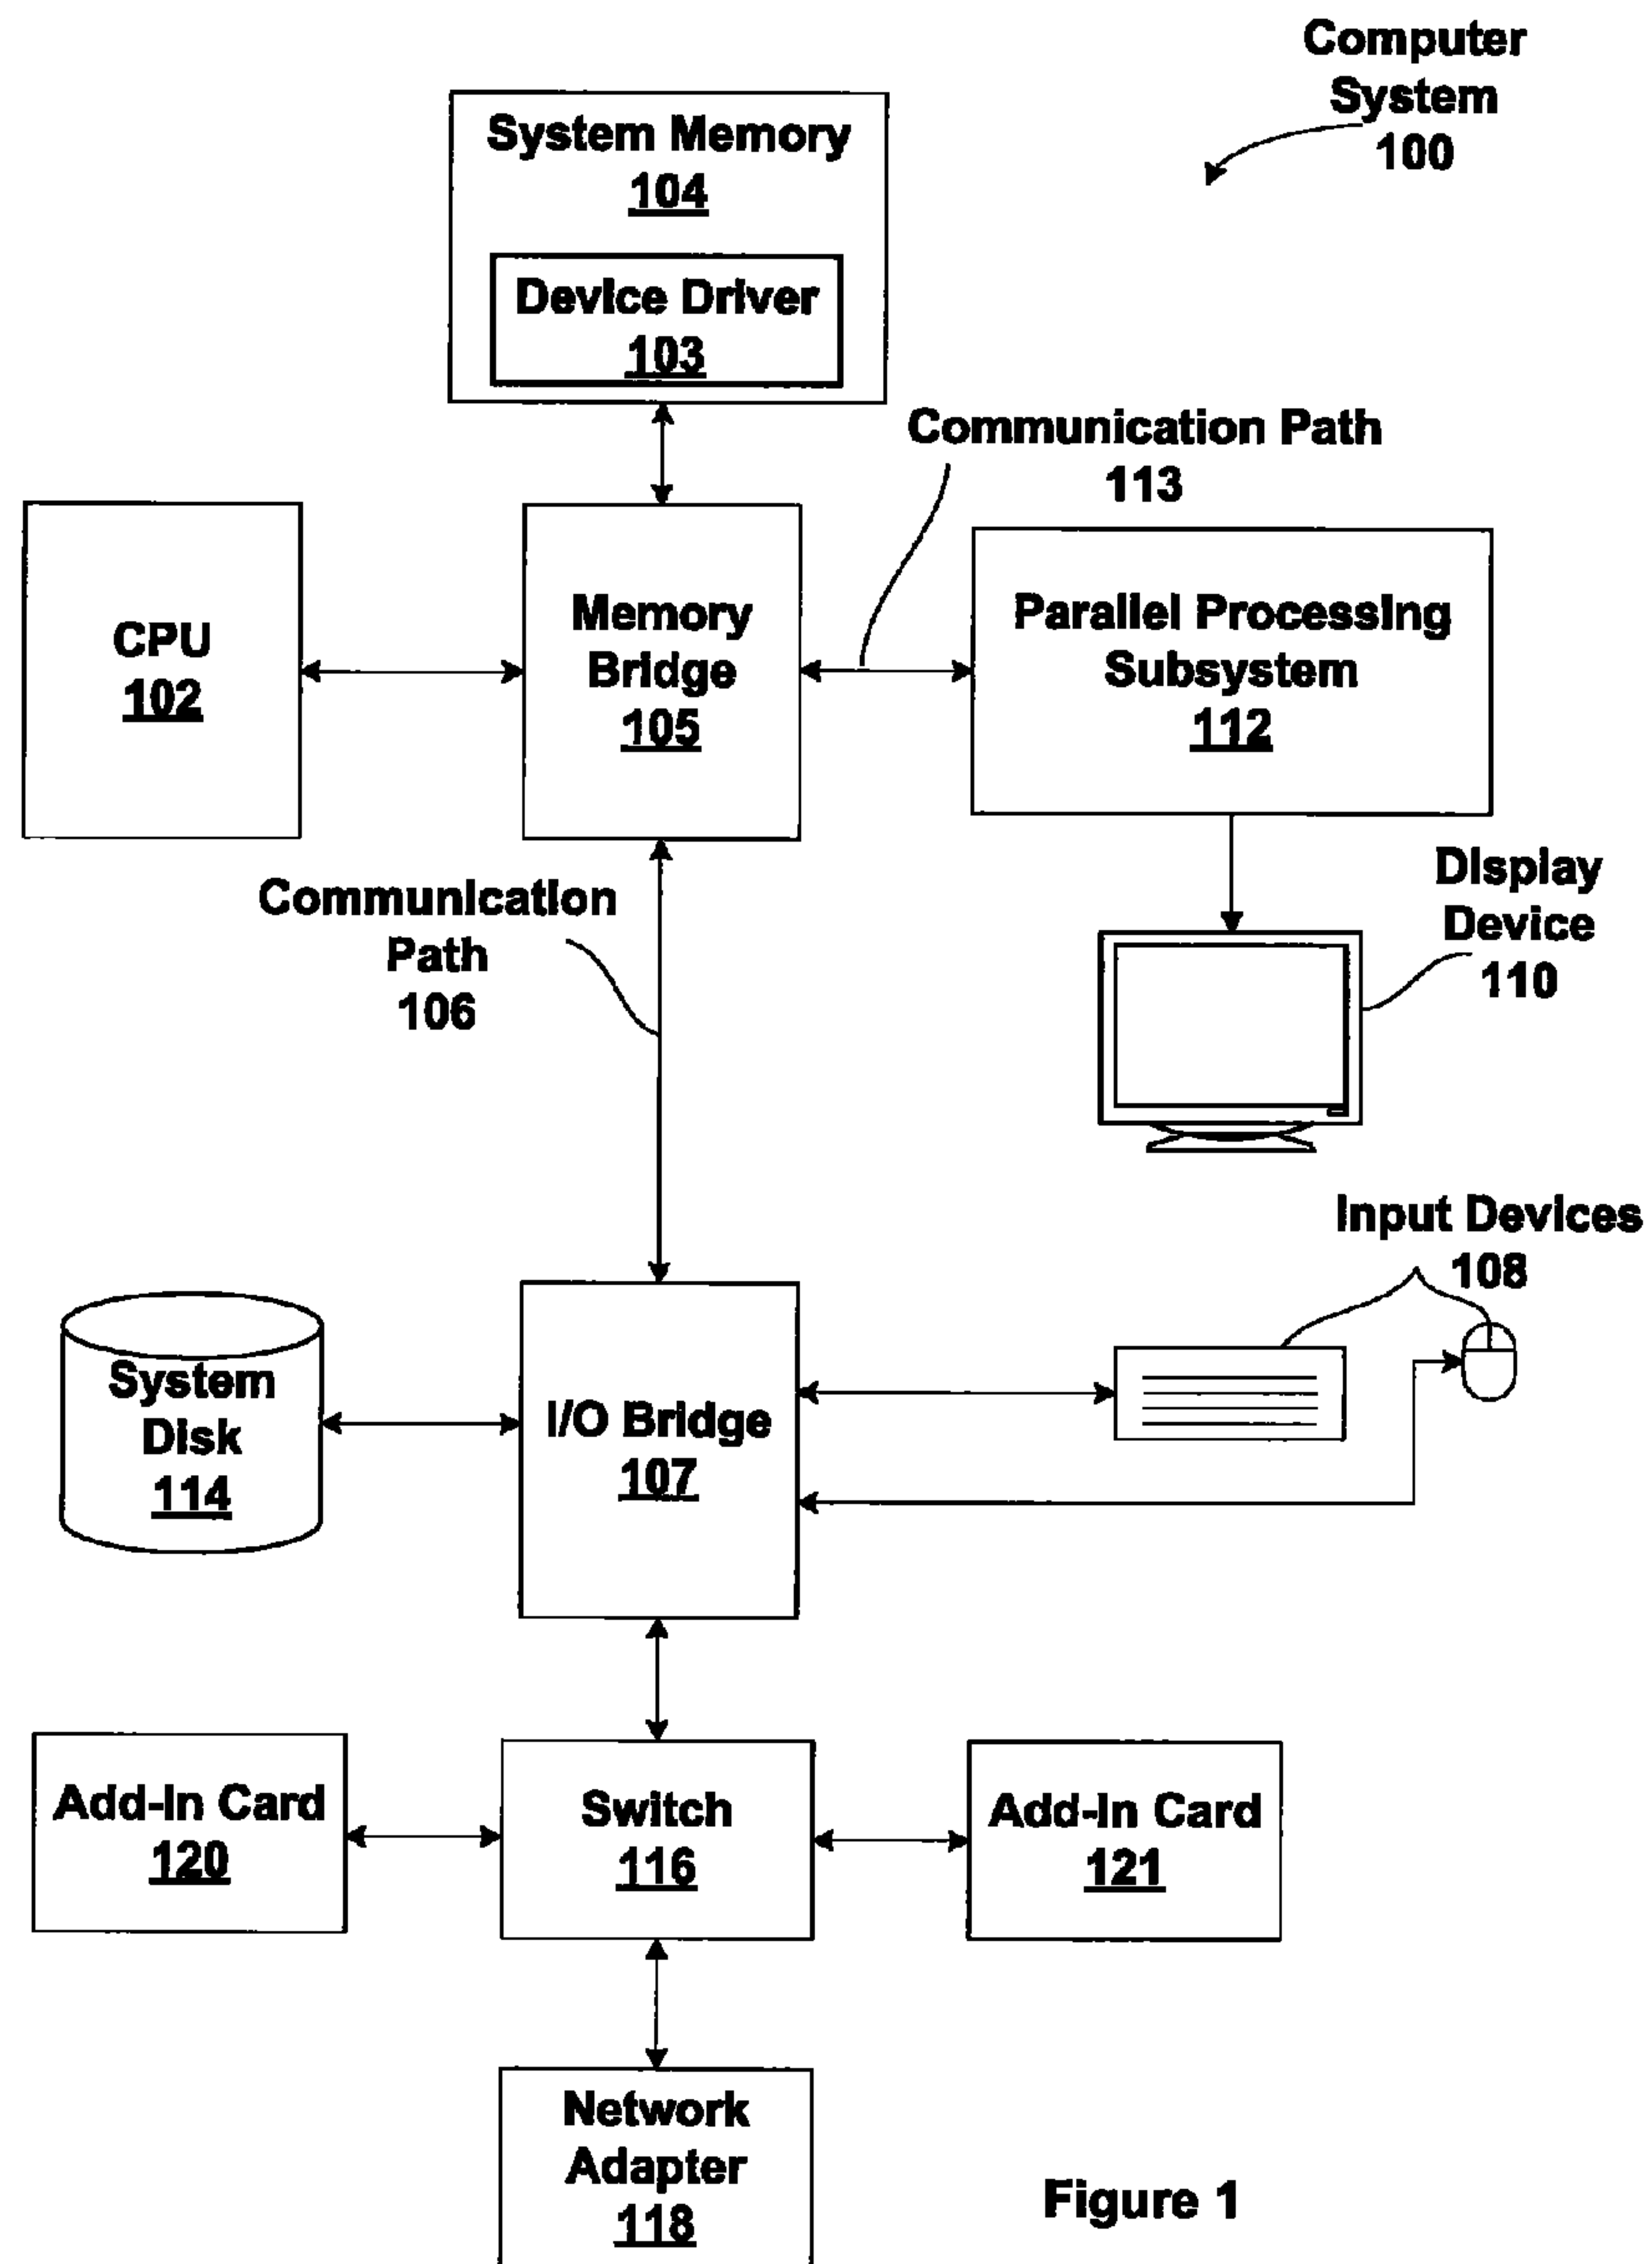 Computer
System
100
System Memory
104
Device Driver
103
Communication Path
113
CPU
102
Memory
Bridge
105
Parallel Processing
Subsystem
112
Communication
Path
106
Display
Device
110
Input Devices
108
System
Disk
114
I/O Bridge
107
Add-In Card
120
Switch
116
Add-In Card
121
Network
Adapter
118
Figure 1